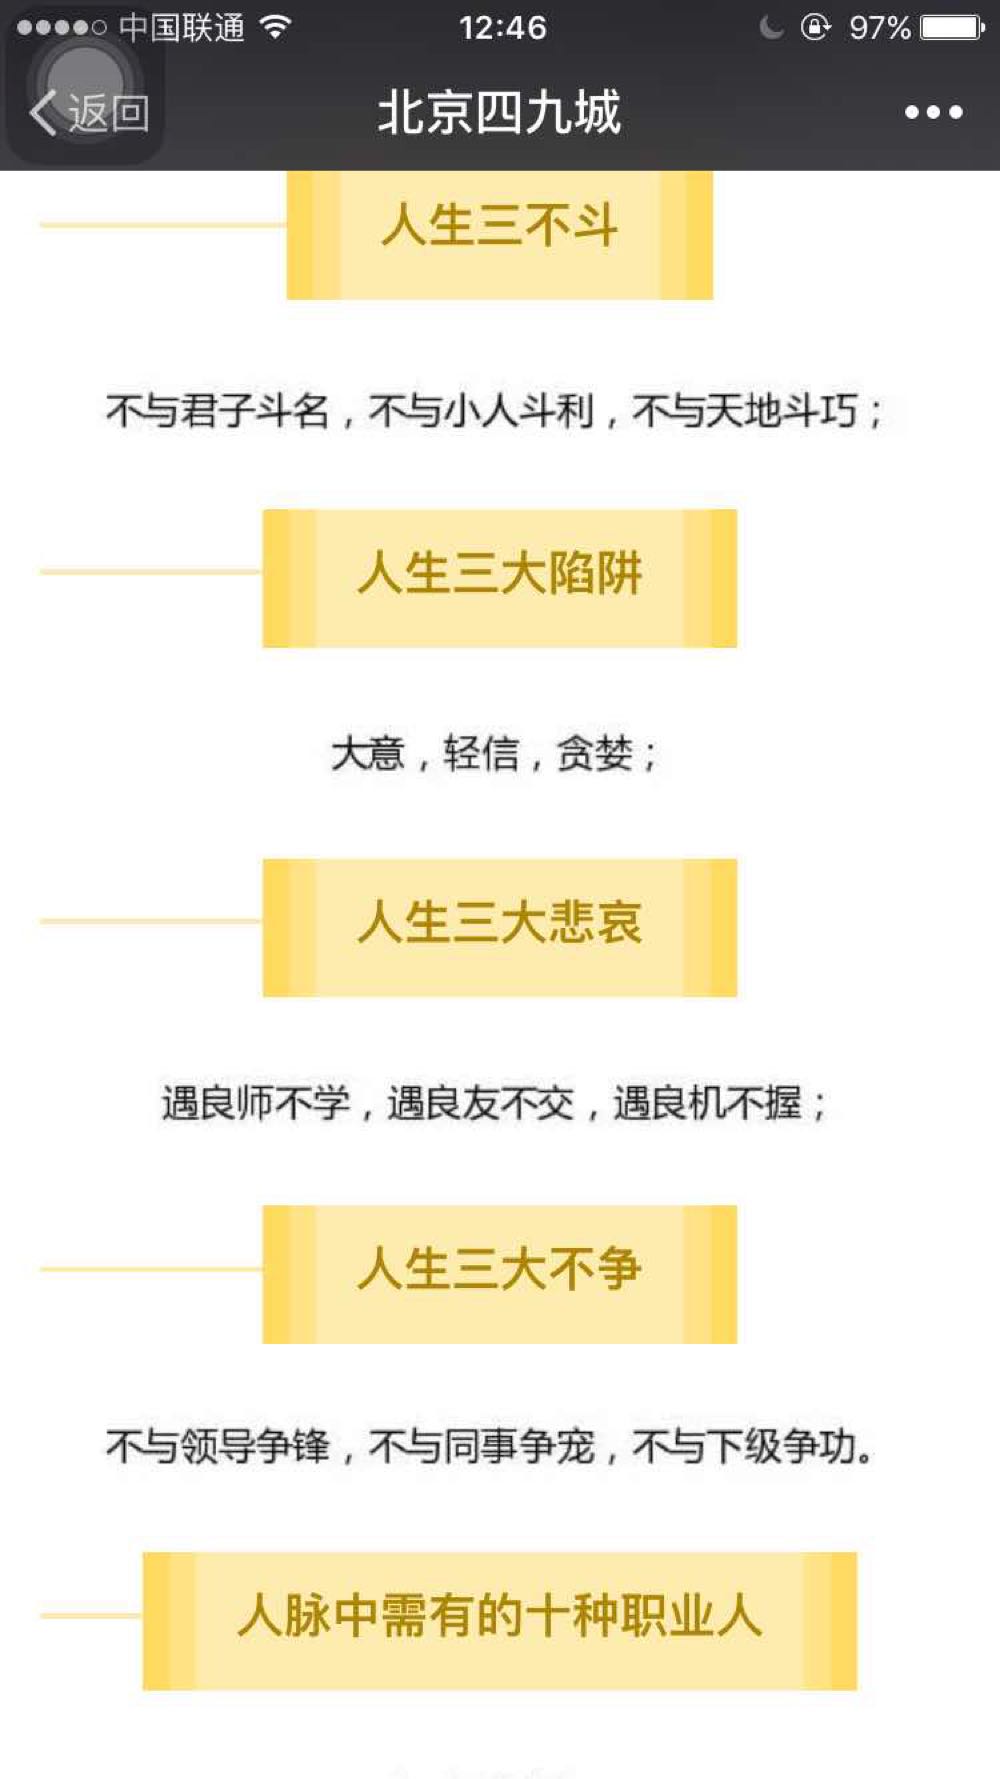 中国联通 12:46 97%
返回 北京四九城
人生三不斗
不与君子斗名，不与小人斗利，不与天地斗巧；
人生三大陷阱
大意，轻信，贪婪；
人生三大悲哀
遇良师不学，遇良友不交，遇良机不握；
人生三大不争
不与领导争锋，不与同事争宠，不与下级争功。
人脉中需有的十种职业人